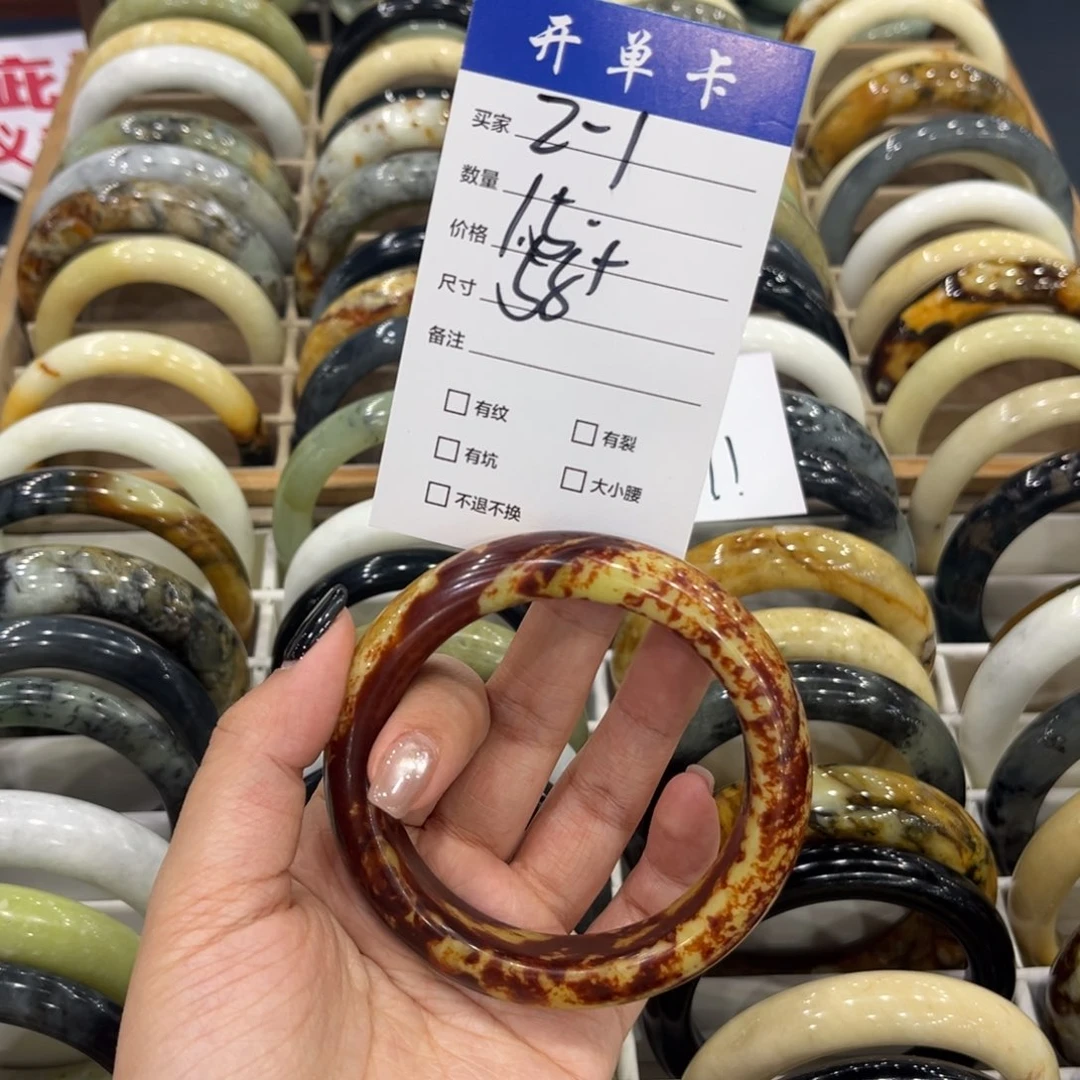 开单卡
买家 2-1
数量
价格
尺寸 58
备注
有纹 有裂
有坑 大小腰
不退不换